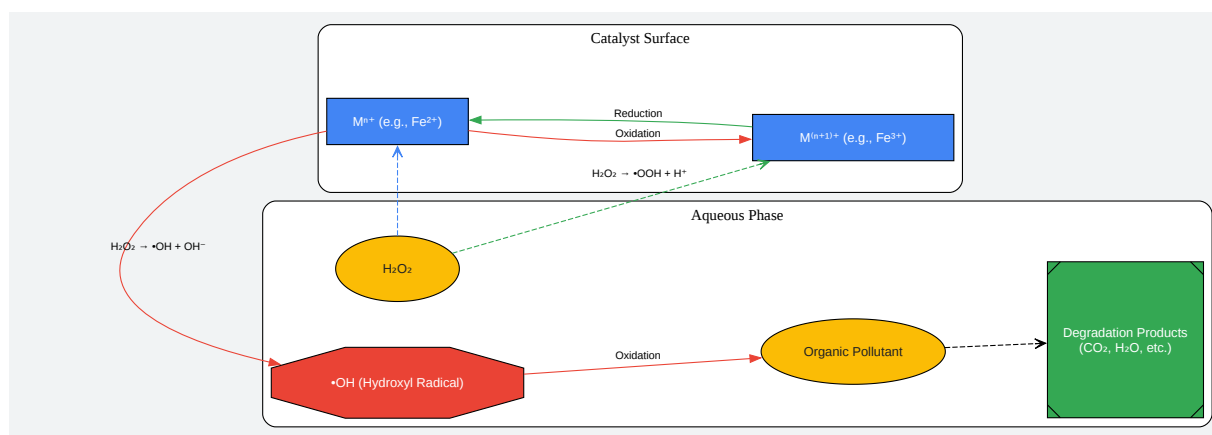 Catalyst Surface
Mⁿ⁺ (e.g., Fe²⁺)
Reduction
Oxidation
M⁽ⁿ⁺¹⁾⁺ (e.g., Fe³⁺)
H₂O₂ → •OOH + H⁺
Aqueous Phase
H₂O₂ → •OH + OH⁻
H₂O₂
Degradation Products
(CO₂, H₂O, etc.)
Organic Pollutant
Oxidation
•OH (Hydroxyl Radical)